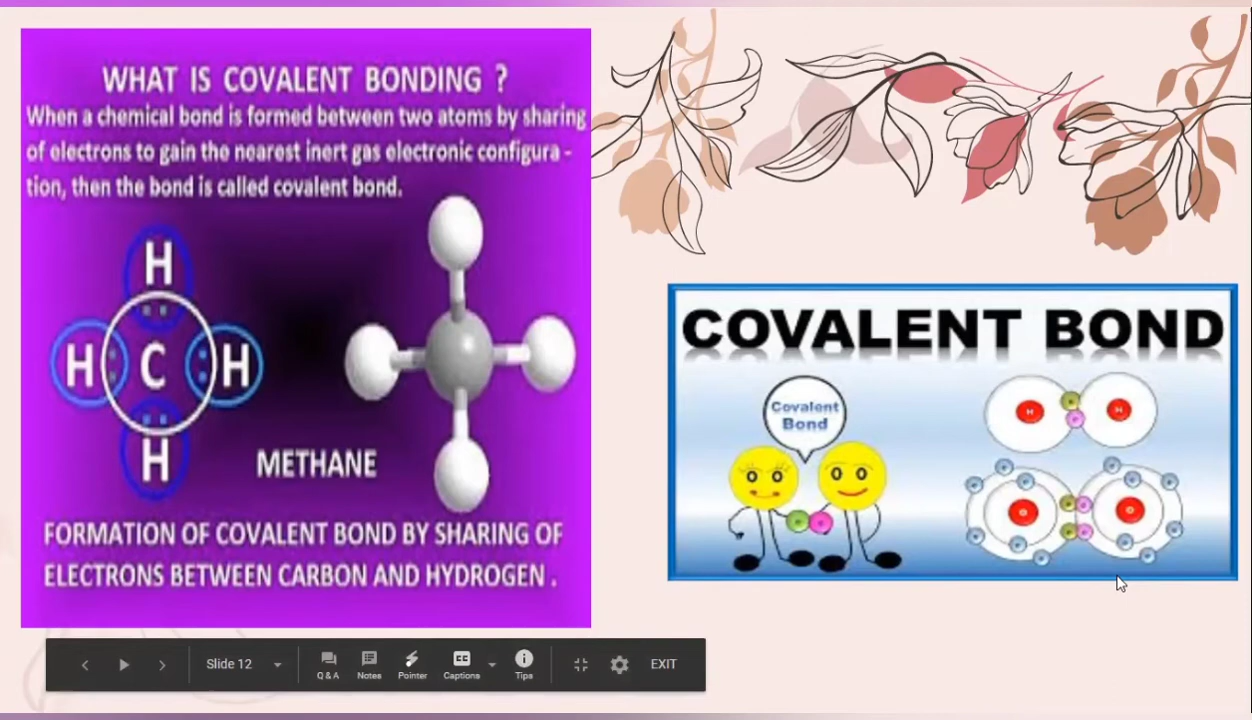 WHAT IS COVALENT BONDING ?
When a chemical bond is formed between two atoms by sharing
of electrons to gain the nearest inert gas electronic configura -
tion, then the bond is called covalent bond.
H
H C H
H
METHANE
FORMATION OF COVALENT BOND BY SHARING OF
ELECTRONS BETWEEN CARBON AND HYDROGEN .
COVALENT BOND
Covalent
Bond
H H
Slide 12
Q & A Notes Pointer Captions Tips EXIT
CC